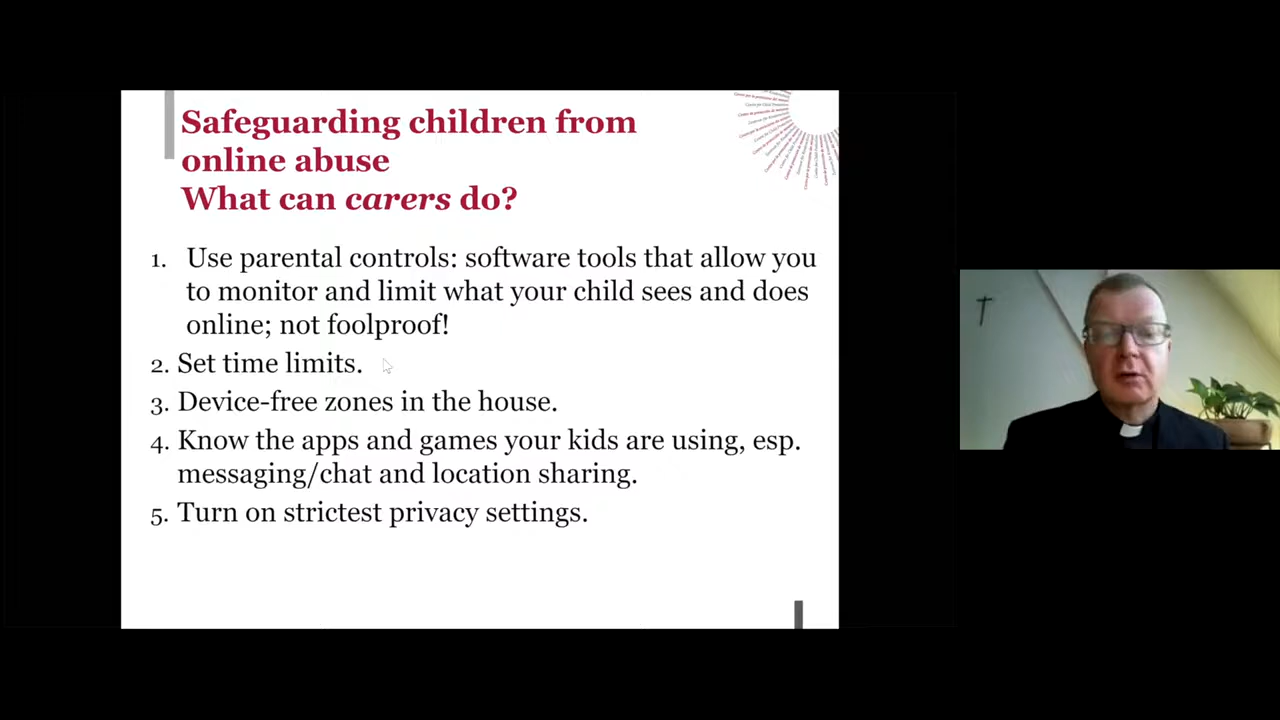 Safeguarding children from
online abuse
What can carers do?
1. Use parental controls: software tools that allow you
to monitor and limit what your child sees and does
online; not foolproof!
2. Set time limits.
3. Device-free zones in the house.
4. Know the apps and games your kids are using, esp.
messaging/chat and location sharing.
5. Turn on strictest privacy settings.